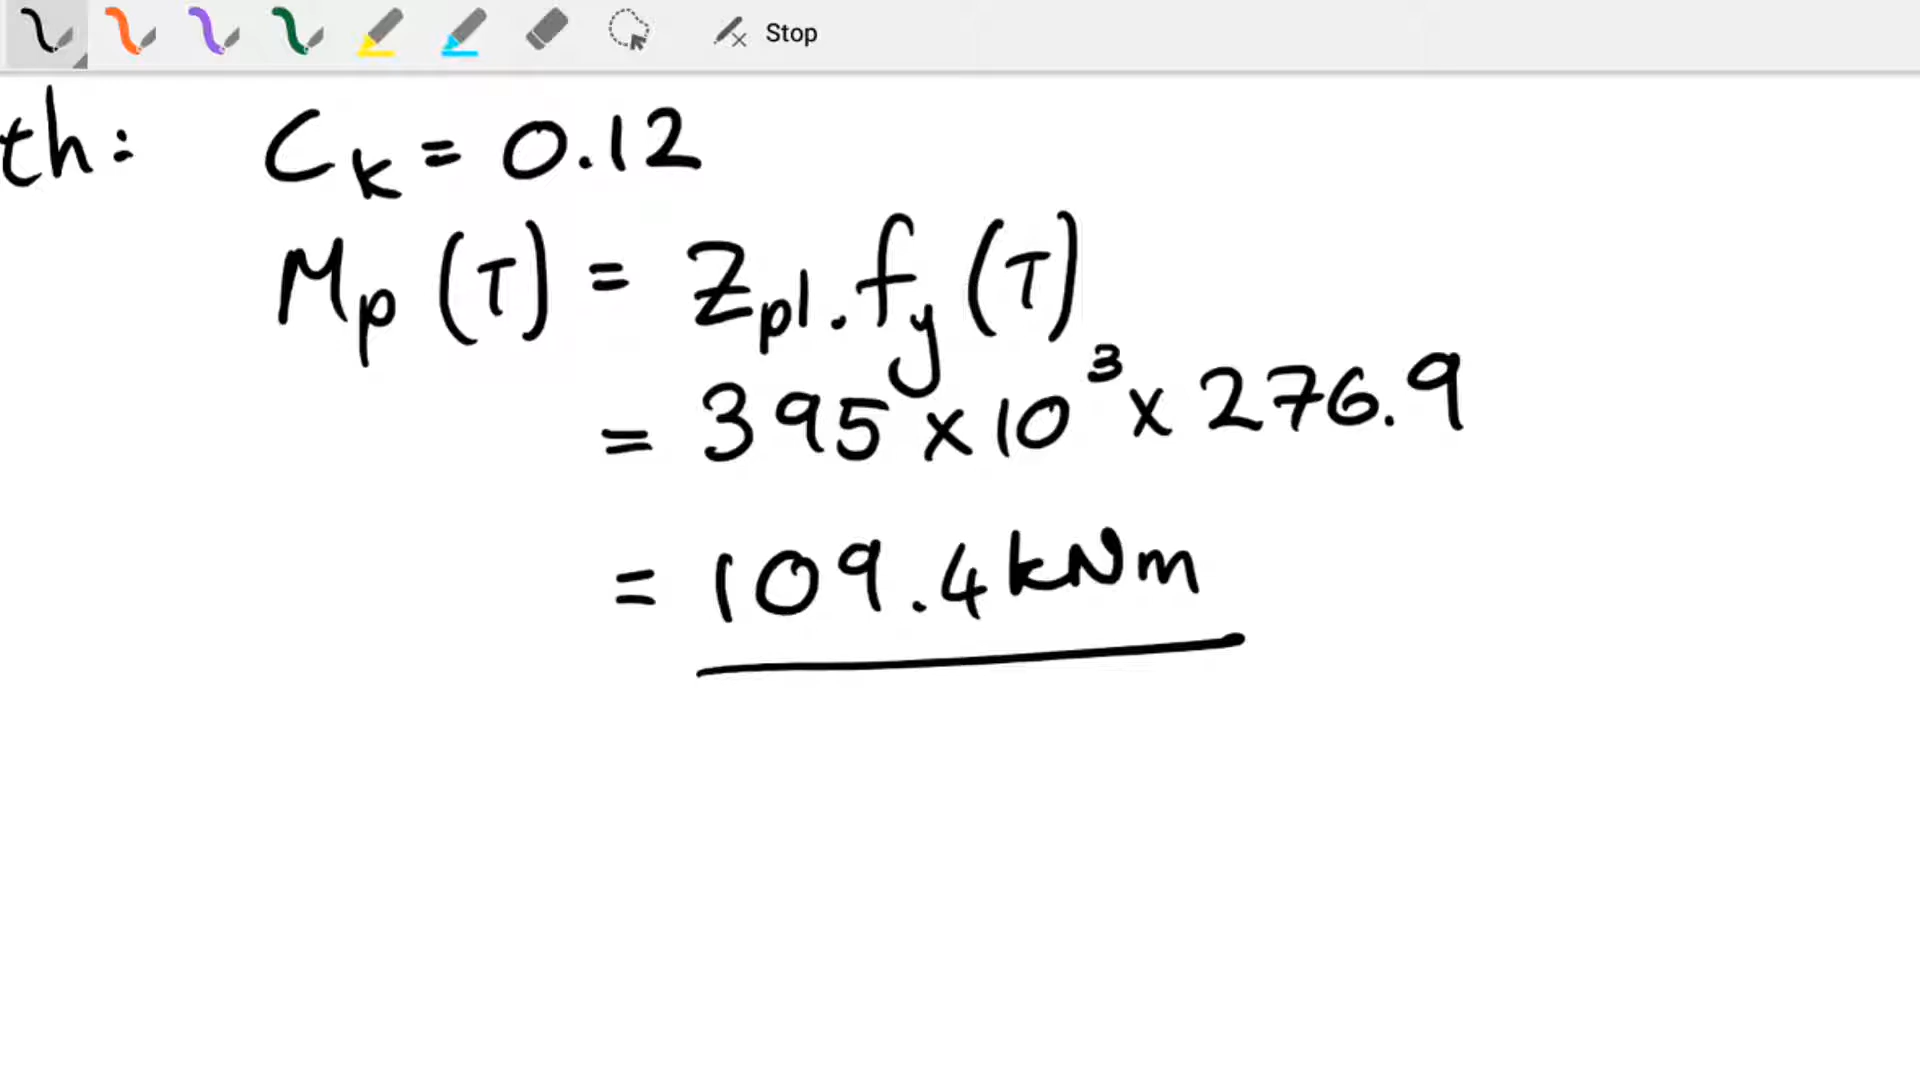 Stop
th: Ck = 0.12
Mp (T) = Zpl . fy (T)
= 395 x 10³ x 276.9
= 109.4 kNm